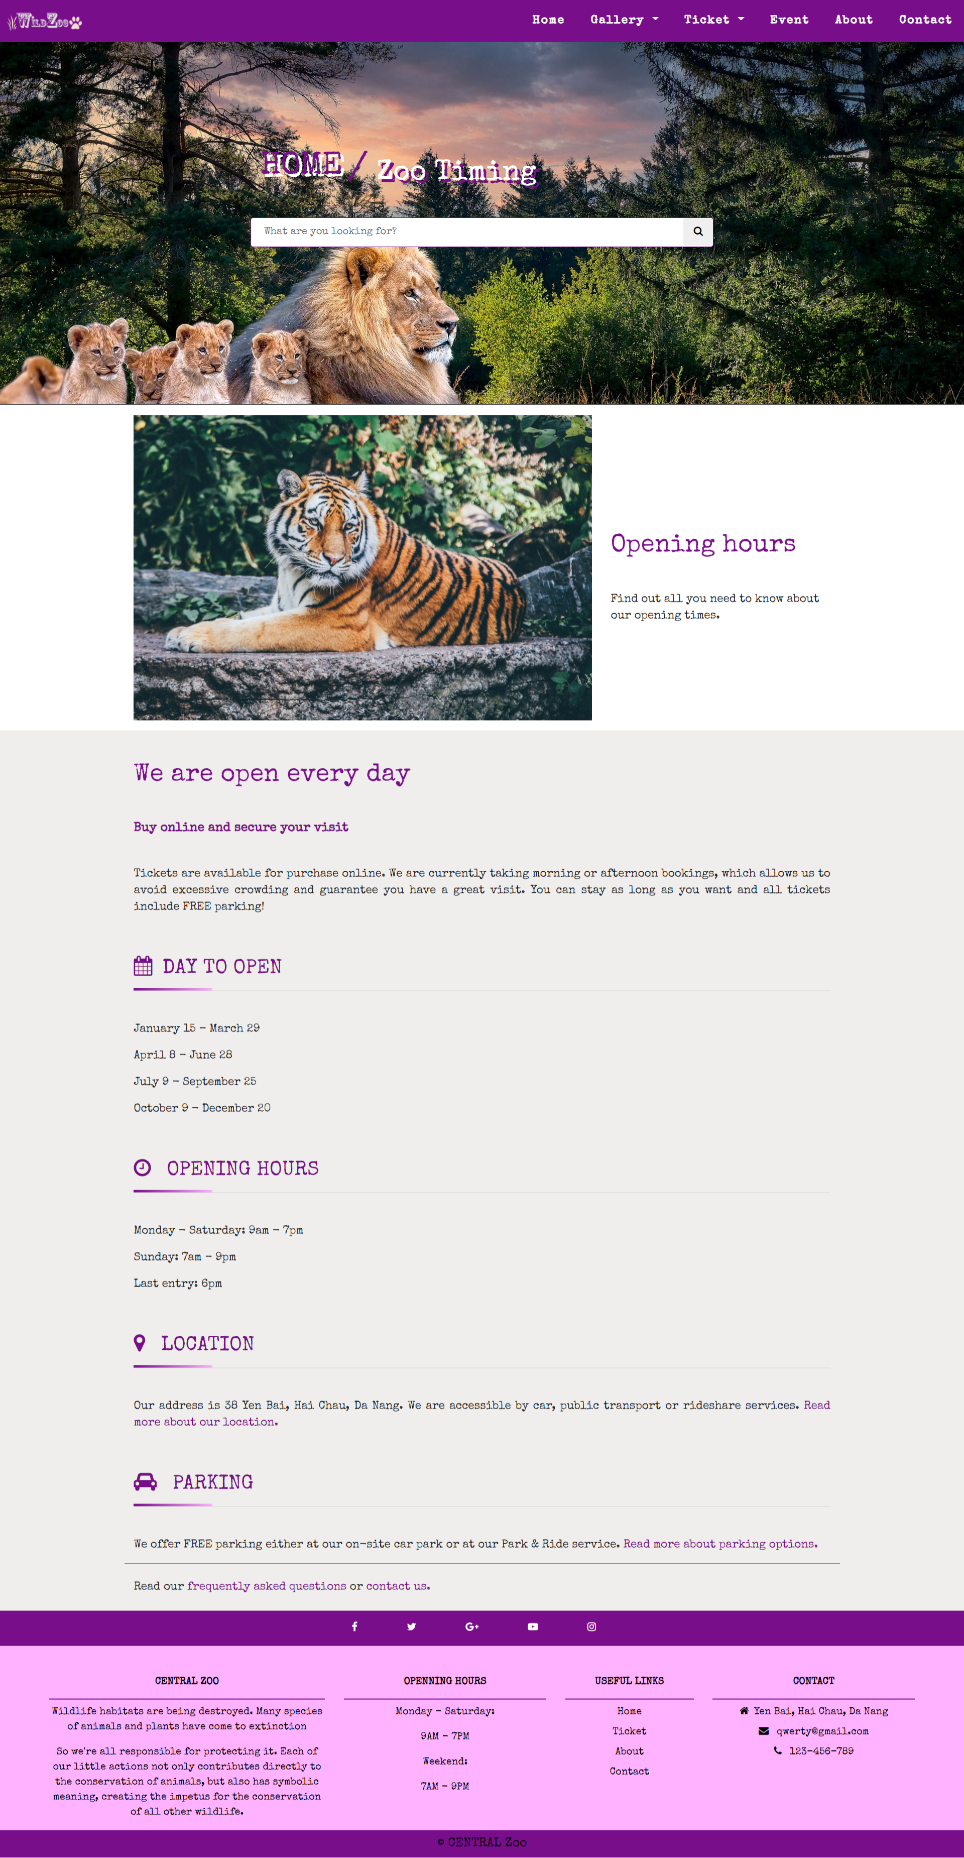 WildZoo
Home Gallery Ticket Event About Contact
HOME / Zoo Timing
What are you looking for?
Opening hours
Find out all you need to know about
our opening times.
We are open every day
Buy online and secure your visit
Tickets are available for purchase online. We are currently taking morning or afternoon bookings, which allows us to
avoid excessive crowding and guarantee you have a great visit. You can stay as long as you want and all tickets
include FREE parking!
DAY TO OPEN
January 15 - March 29
April 8 - June 28
July 9 - September 25
October 9 - December 20
OPENING HOURS
Monday - Saturday: 9am - 7pm
Sunday: 7am - 9pm
Last entry: 6pm
LOCATION
Our address is 38 Yen Bai, Hai Chau, Da Nang. We are accessible by car, public transport or rideshare services. Read
more about our location.
PARKING
We offer FREE parking either at our on-site car park or at our Park & Ride service. Read more about parking options.
Read our frequently asked questions or contact us.
CENTRAL ZOO
Wildlife habitats are being destroyed. Many species
of animals and plants have come to extinction
So we're all responsible for protecting it. Each of
our little actions not only contributes directly to
the conservation of animals, but also has symbolic
meaning, creating the impetus for the conservation
of all other wildlife.
OPENNING HOURS
Monday - Saturday:
9AM - 7PM
Weekend:
7AM - 9PM
USEFUL LINKS
Home
Ticket
About
Contact
CONTACT
Yen Bai, Hai Chau, Da Nang
qwerty@gmail.com
123-456-789
© CENTRAL Zoo